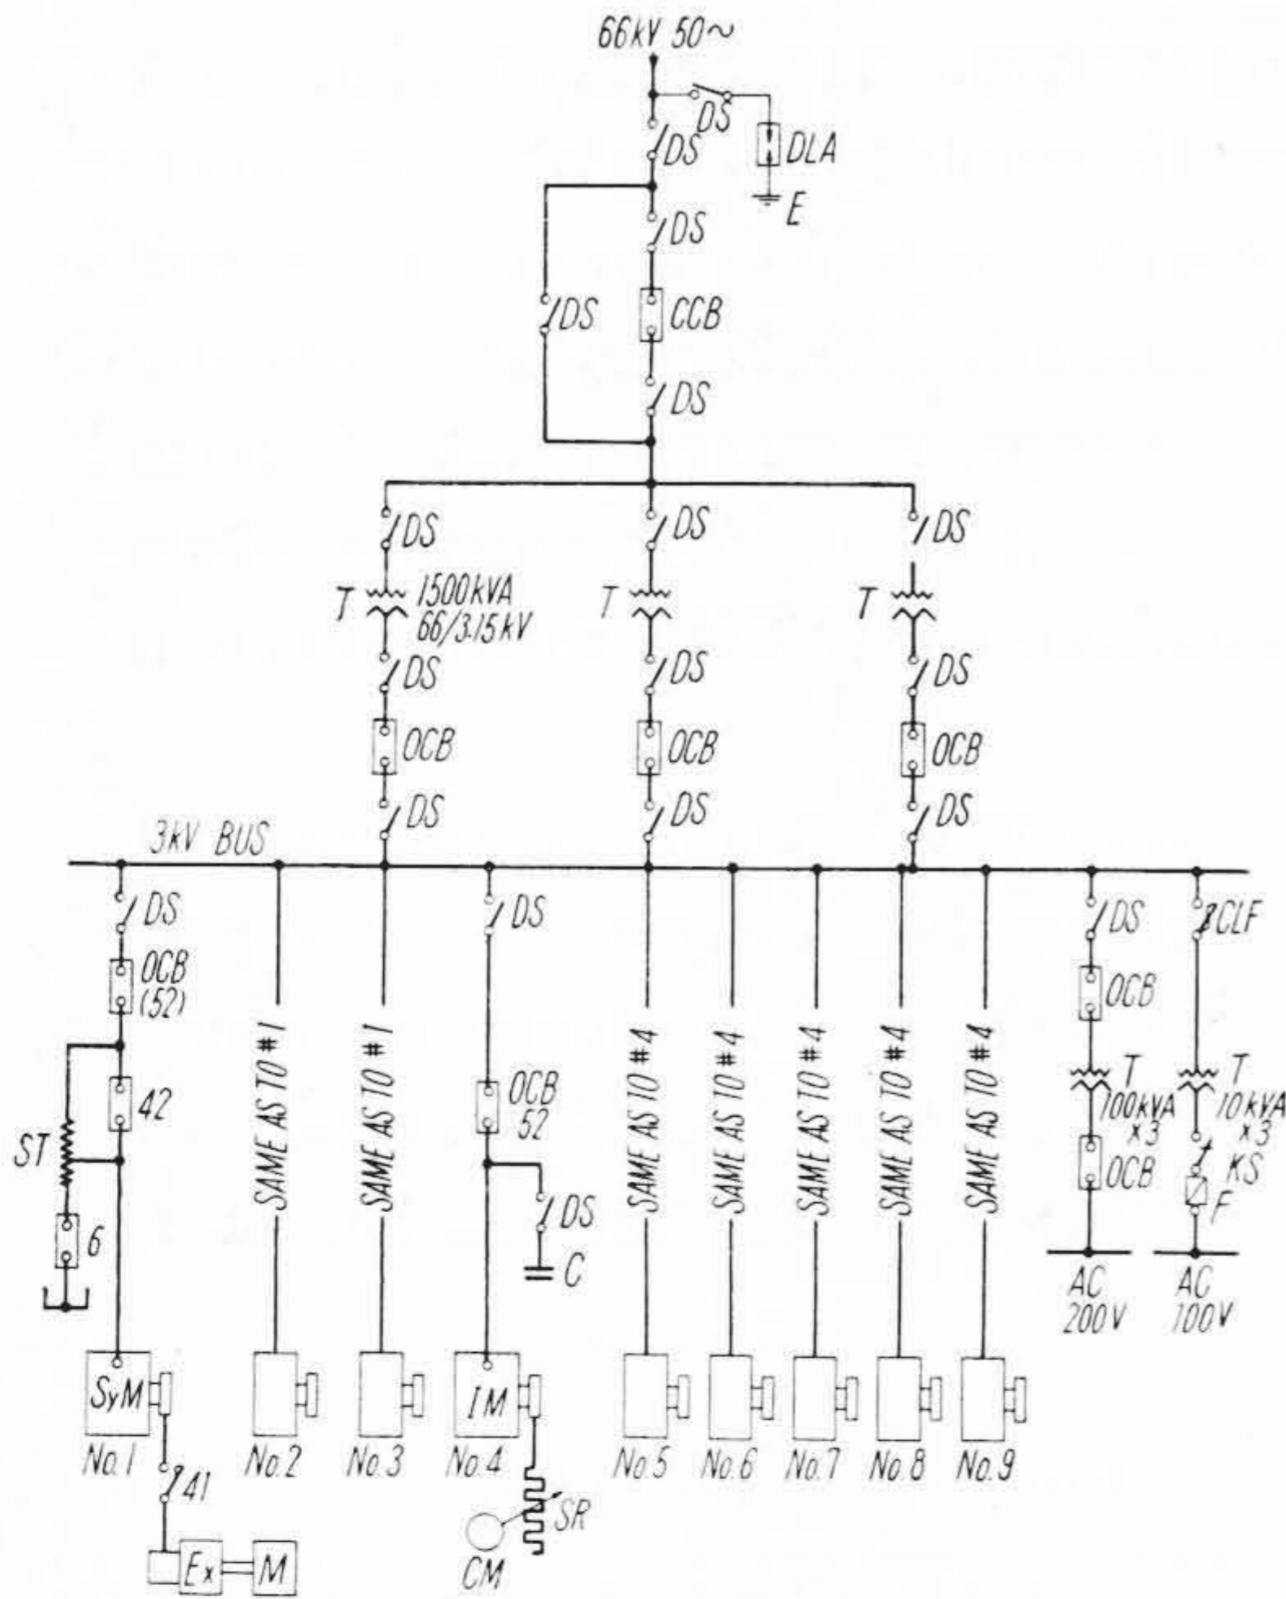 66kV 50~
DS
DS
DLA
E
DS
DS
CCB
DS
DS
DS
DS
T
1500kVA
66/3.15kV
T
T
DS
DS
DS
OCB
OCB
OCB
DS
DS
DS
3kV BUS
DS
OCB
(52)
42
ST
6
SyM
No.1
41
Ex
M
SAME AS TO #1
No.2
SAME AS TO #1
No.3
DS
OCB
52
DS
C
IM
No.4
SR
CM
SAME AS TO #4
No.5
SAME AS TO #4
No.6
SAME AS TO #4
No.7
SAME AS TO #4
No.8
SAME AS TO #4
No.9
DS
OCB
T
100kVA
×3
OCB
AC
200V
CLF
T
10kVA
×3
KS
F
AC
100V